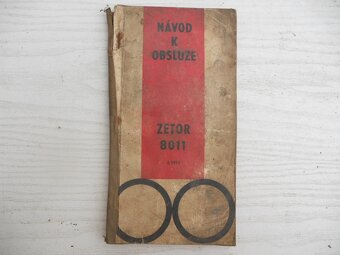 NÁVOD
K
OBSLUZE
ZETOR
8011